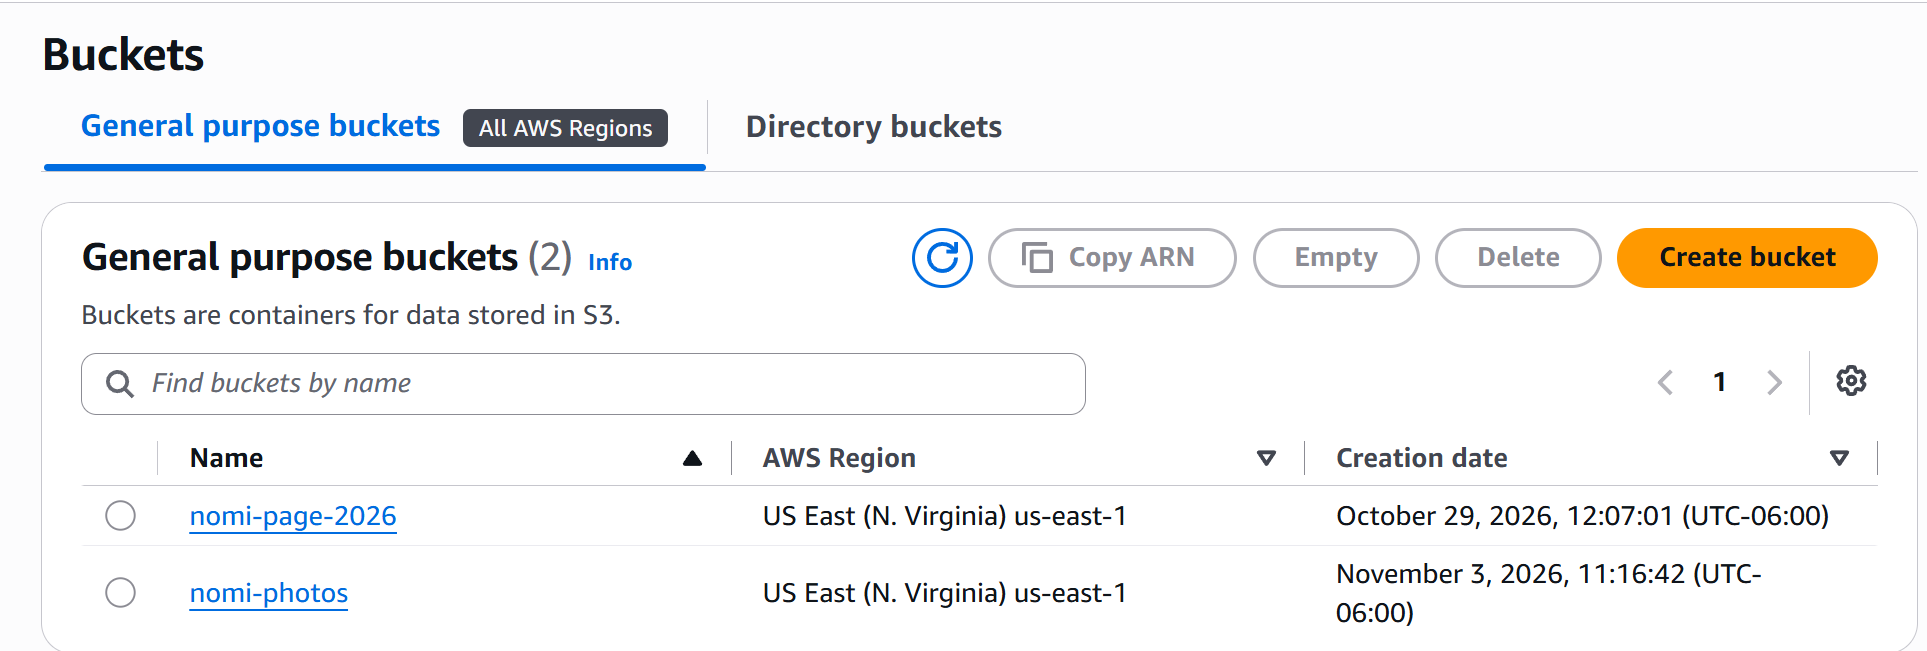 Buckets
General purpose buckets All AWS Regions Directory buckets
General purpose buckets (2) Info
Copy ARN Empty Delete Create bucket
Buckets are containers for data stored in S3.
Find buckets by name
1
Name AWS Region Creation date
nomi-page-2026 US East (N. Virginia) us-east-1 October 29, 2026, 12:07:01 (UTC-06:00)
nomi-photos US East (N. Virginia) us-east-1 November 3, 2026, 11:16:42 (UTC-
06:00)